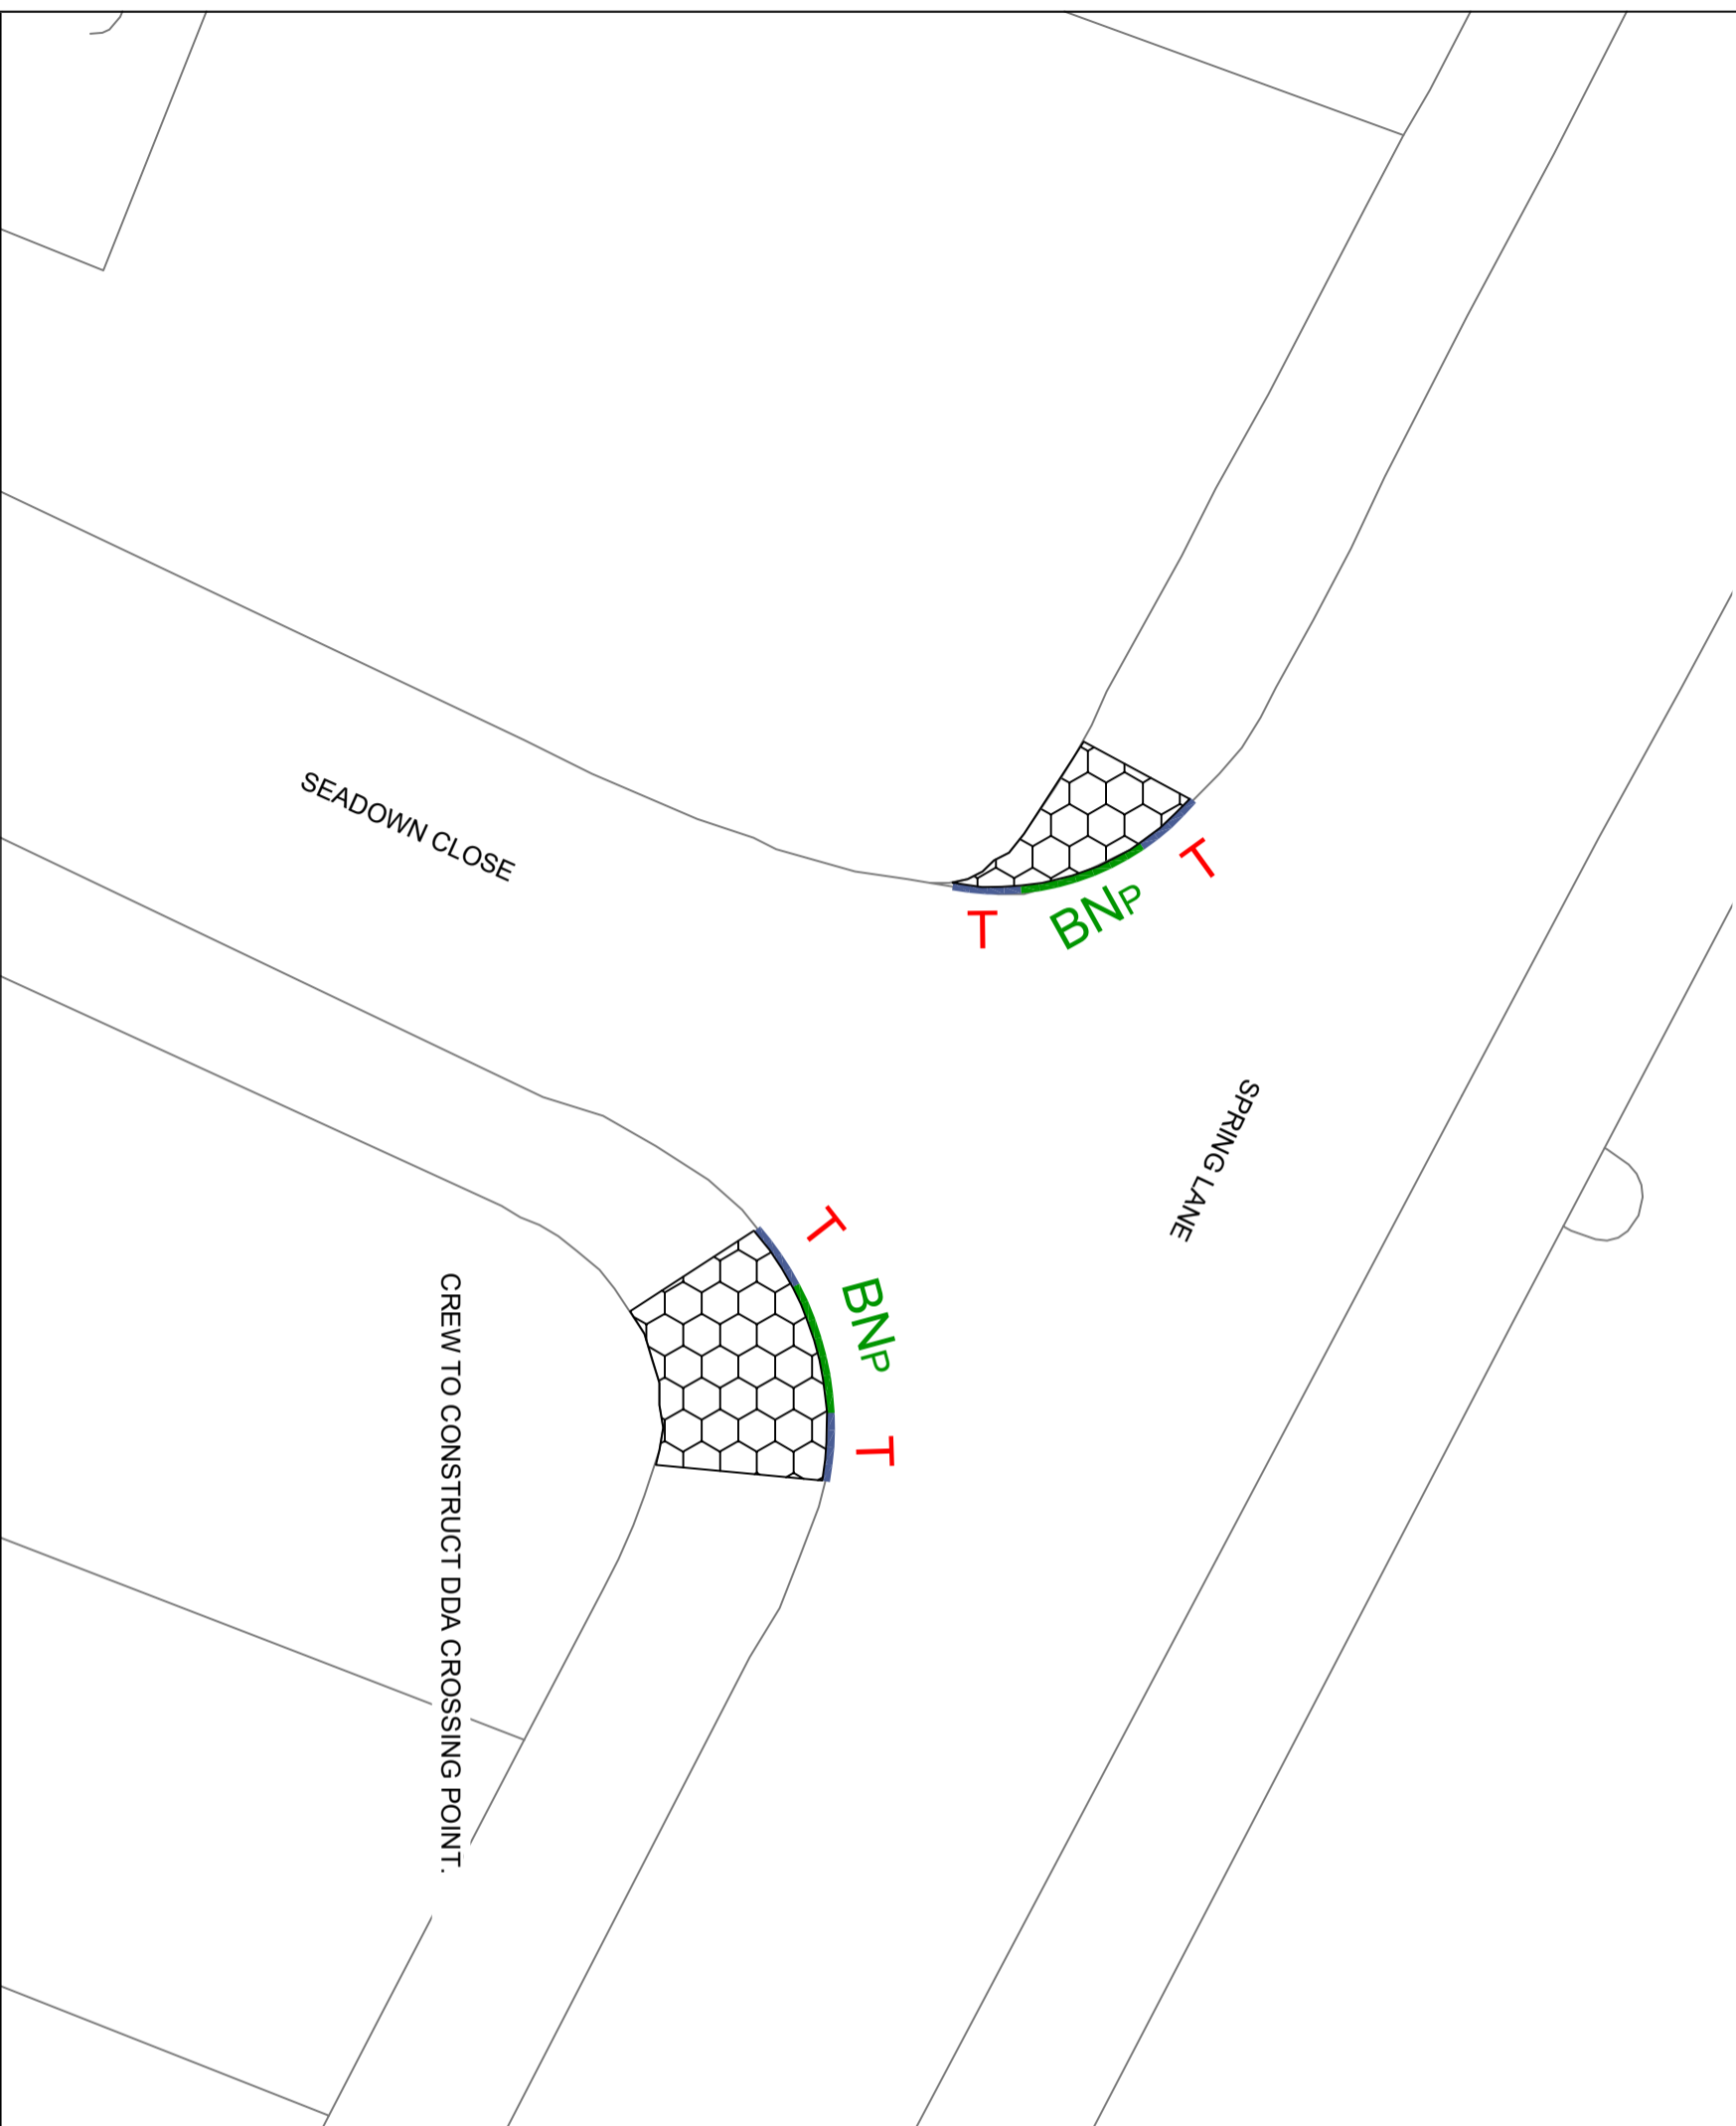 SEADOWN CLOSE
T
BNP
T
SPRING LANE
T
BNP
T
CREW TO CONSTRUCT DDA CROSSING POINT.